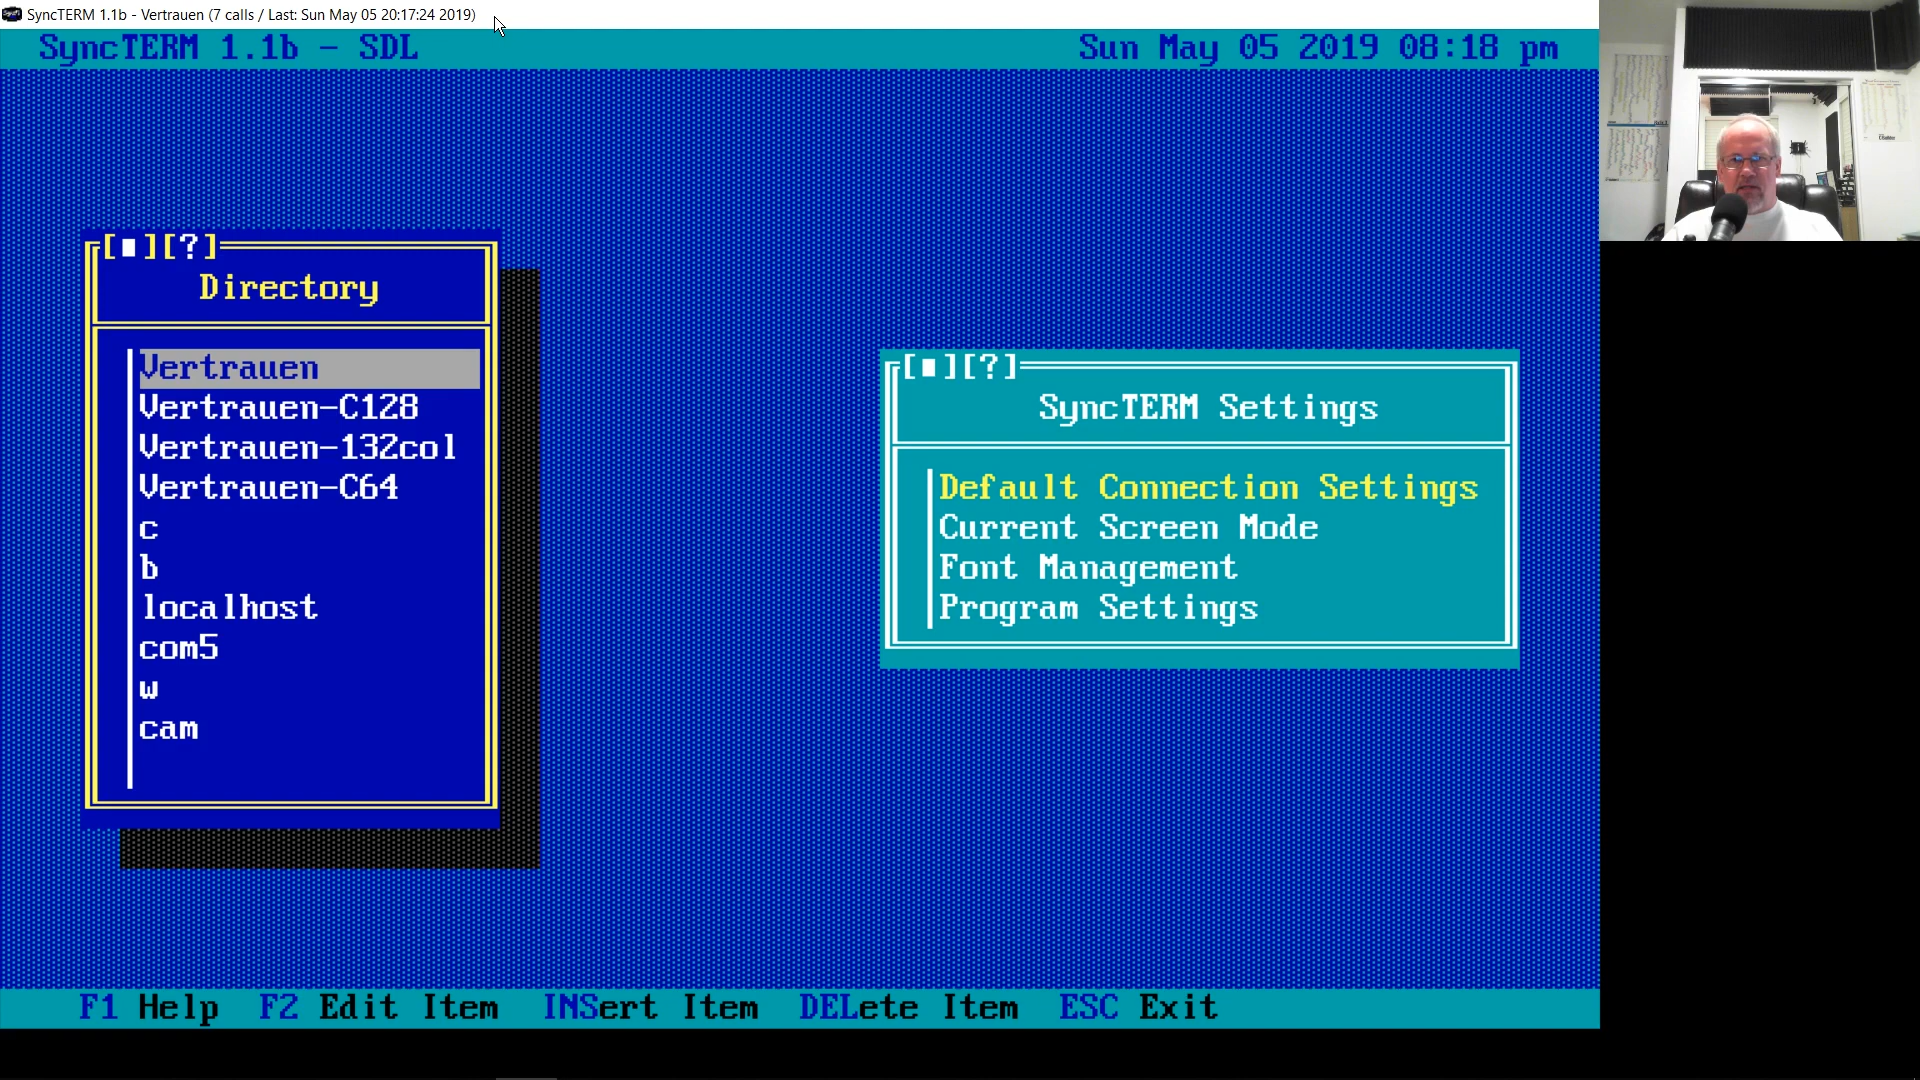 SyncTERM 1.1b - Vertrauen (7 calls / Last: Sun May 05 20:17:24 2019)
SyncTERM 1.1b - SDL Sun May 05 2019 08:18 pm
[■][?]
Directory
Vertrauen
Vertrauen-C128
Vertrauen-132col
Vertrauen-C64
c
b
localhost
com5
w
cam
[■][?]
SyncTERM Settings
Default Connection Settings
Current Screen Mode
Font Management
Program Settings
F1 Help F2 Edit Item INSert Item DELete Item ESC Exit